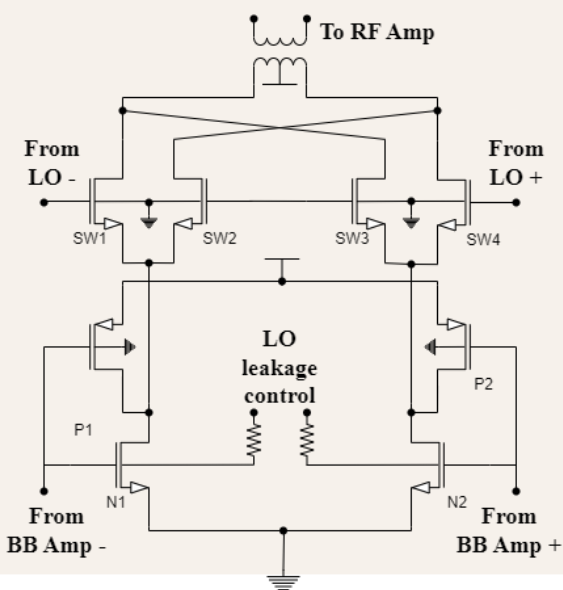 To RF Amp
From
LO -
From
LO +
SW1
SW2
SW3
SW4
LO
leakage
control
P2
P1
N1
N2
From
BB Amp -
From
BB Amp +